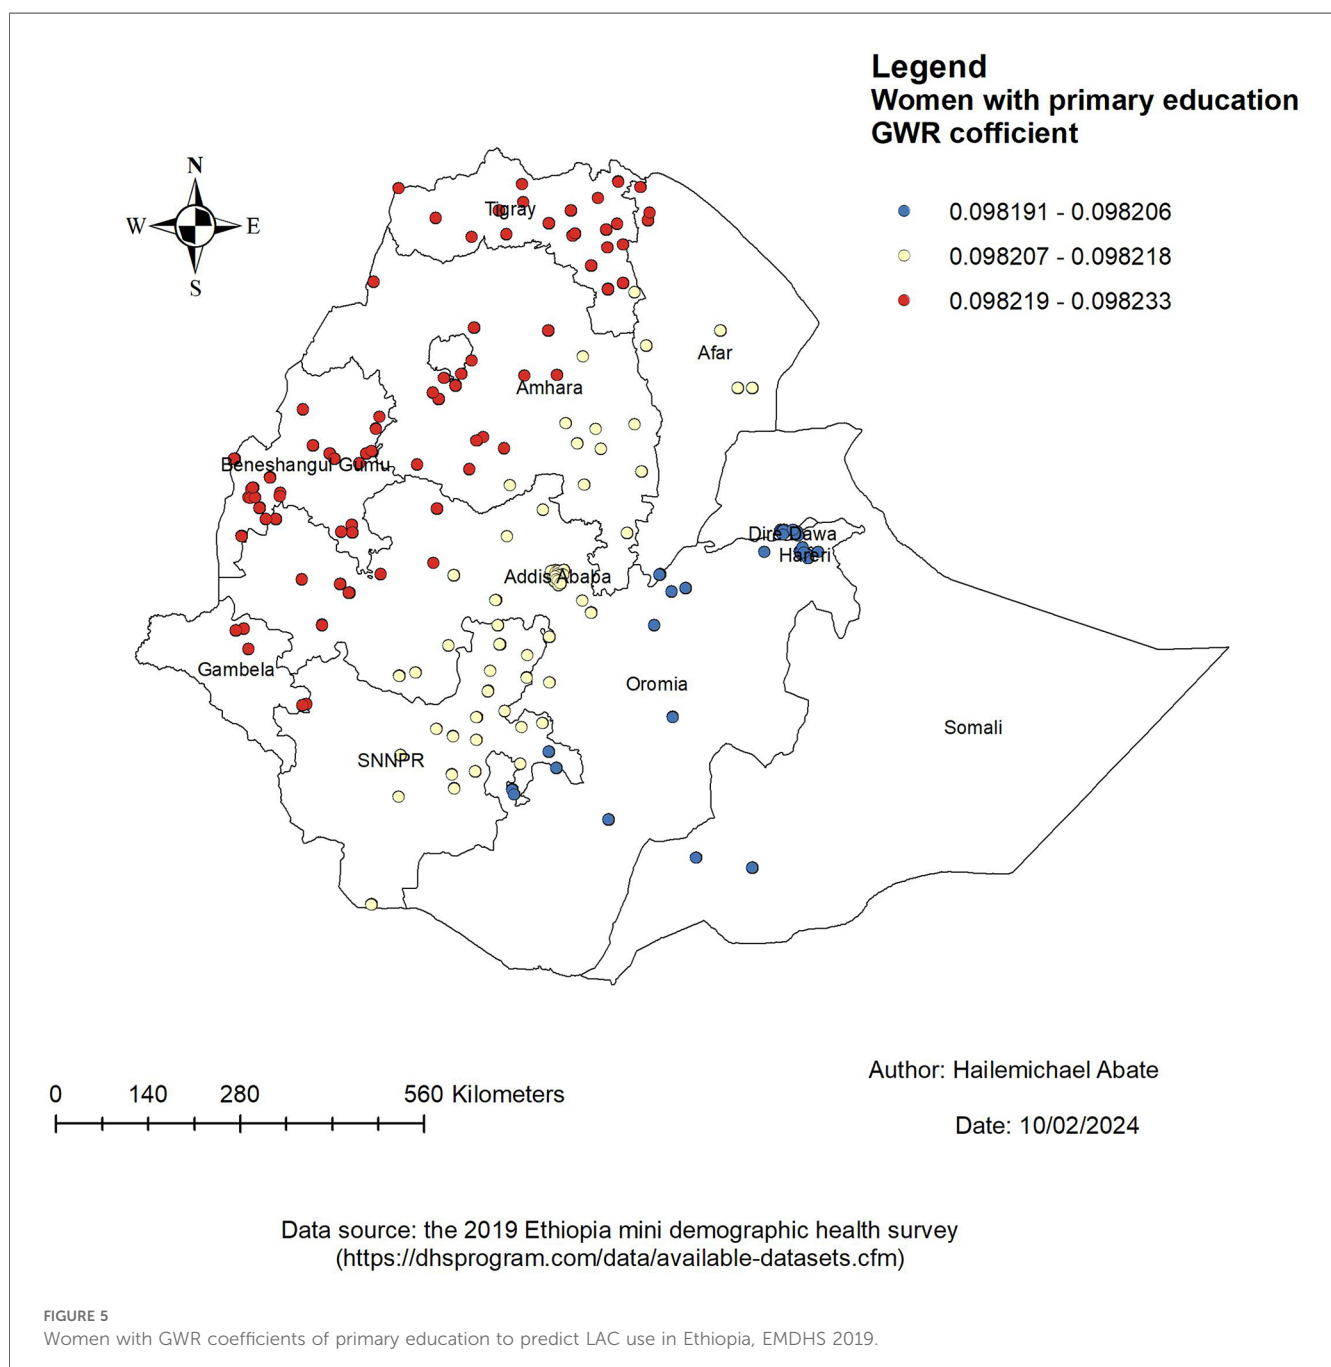 Legend
Women with primary education
GWR cofficient
0.098191 - 0.098206
0.098207 - 0.098218
0.098219 - 0.098233
N
W E
S
Tigray
Afar
Amhara
Beneshangul Gumu
Dire Dawa
Hareri
Addis Ababa
Gambela
Oromia
Somali
SNNPR
0 140 280 560 Kilometers
Author: Hailemichael Abate
Date: 10/02/2024
Data source: the 2019 Ethiopia mini demographic health survey
(https://dhsprogram.com/data/available-datasets.cfm)
FIGURE 5
Women with GWR coefficients of primary education to predict LAC use in Ethiopia, EMDHS 2019.